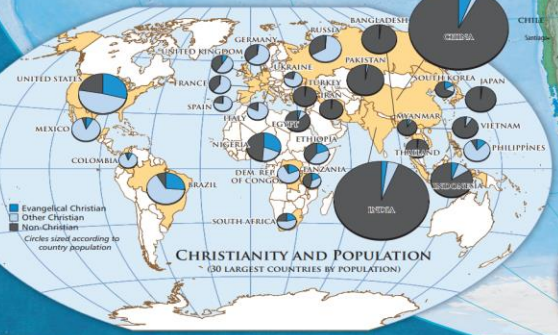 BANGLADESH
CHILE
RUSSIA
CHINA
GERMANY
UNITED KINGDOM
PAKISTAN
UKRAINE
UNITED STATES
FRANCE
TURKEY
SOUTH KOREA
JAPAN
IRAN
SPAIN
ITALY
EGYPT
MYANMAR
VIETNAM
MEXICO
NIGERIA
ETHIOPIA
THAILAND
PHILIPPINES
COLOMBIA
DEM. REP.
OF CONGO
TANZANIA
BRAZIL
INDONESIA
INDIA
Evangelical Christian
Other Christian
Non-Christian
Circles sized according to
country population
SOUTH AFRICA
CHRISTIANITY AND POPULATION
(30 LARGEST COUNTRIES BY POPULATION)